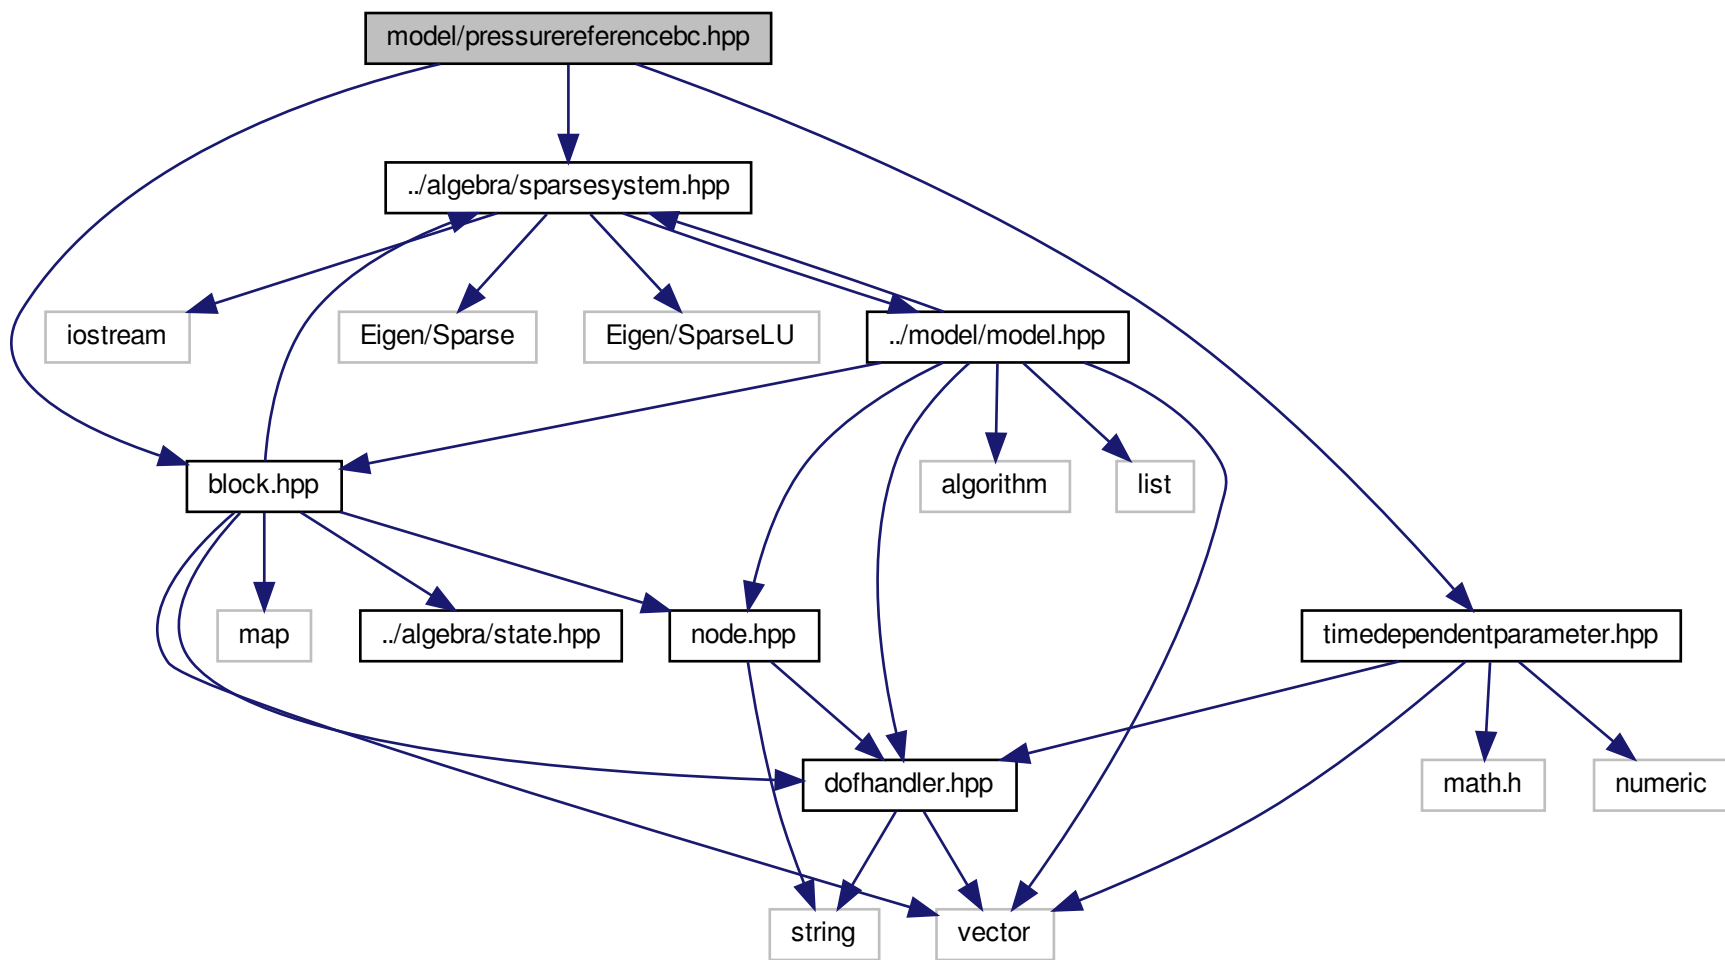 model/pressurereferencebc.hpp
../algebra/sparsesystem.hpp
iostream
Eigen/Sparse
Eigen/SparseLU
../model/model.hpp
block.hpp
algorithm
list
map
../algebra/state.hpp
node.hpp
timedependentparameter.hpp
dofhandler.hpp
math.h
numeric
string
vector